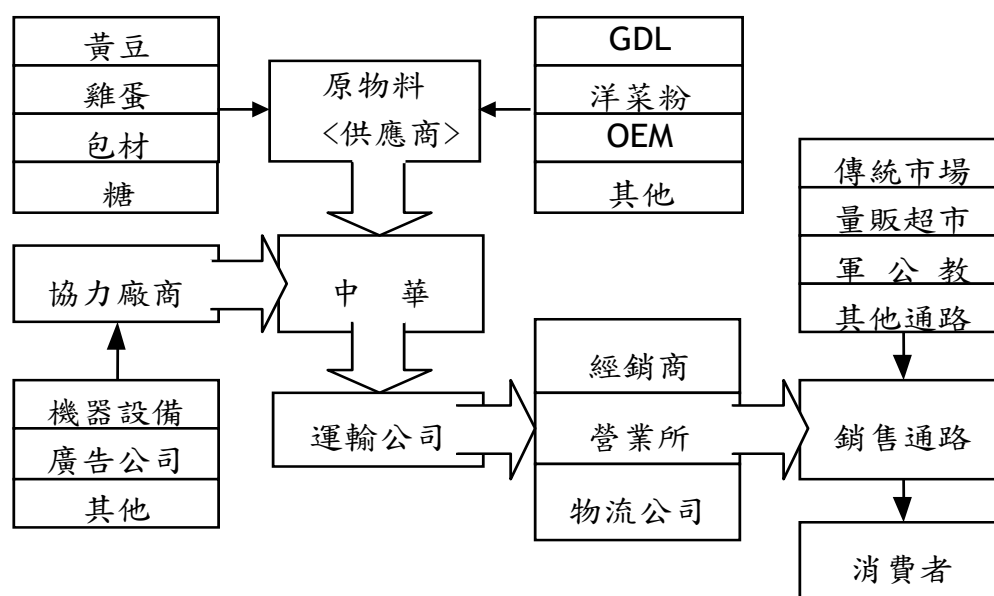 黃豆
雞蛋
包材
糖
原物料
<供應商>
GDL
洋菜粉
OEM
其他
傳統市場
量販超市
軍 公 教
其他通路
協力廠商
中 華
機器設備
廣告公司
其他
運輸公司
經銷商
營業所
物流公司
銷售通路
消費者